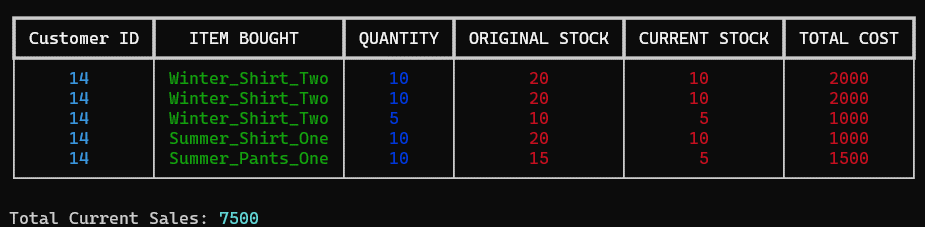 Customer ID ITEM BOUGHT QUANTITY ORIGINAL STOCK CURRENT STOCK TOTAL COST
14 Winter_Shirt_Two 10 20 10 2000
14 Winter_Shirt_Two 10 20 10 2000
14 Winter_Shirt_Two 5 10 5 1000
14 Summer_Shirt_One 10 20 10 1000
14 Summer_Pants_One 10 15 5 1500
Total Current Sales: 7500